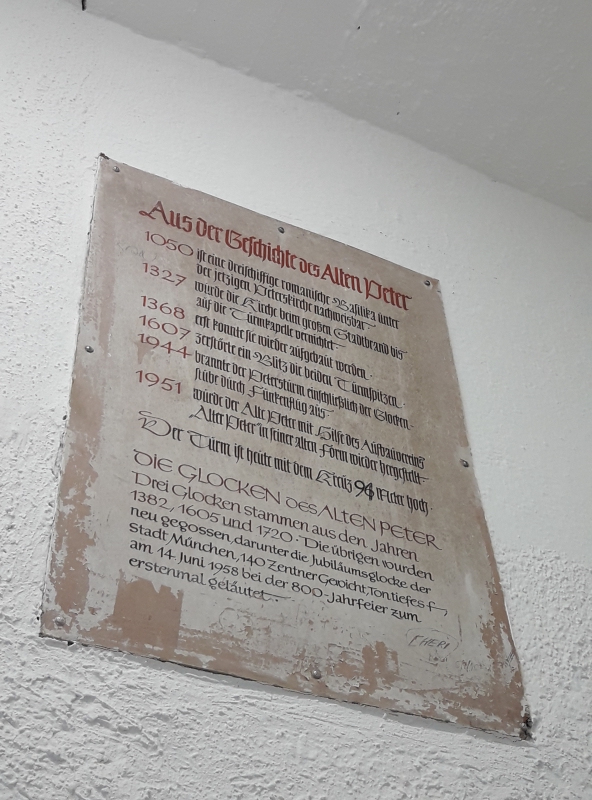 Aus der Geschichte des Alten Peter
1050 ist eine dreischiffige romanische Basilika unter
der jetzigen Peterskirche nachweisbar
1327 wurde die Kirche beim großen Stadtbrand bis
auf die Turmkapelle vernichtet
1368 erst konnte sie wieder aufgebaut werden.
1607 zerstörte ein Blitz die beiden Turmspitzen.
1944 brannte der Petersturm einschließlich der Glocken-
stube durch Funkenflug aus
1951 wurde der Alte Peter mit Hilfe des Aufbauvereins
„Alter Peter" in seiner alten Form wieder hergestellt
Der Turm ist heute mit dem Kreuz Meter hoch.
DIE GLOCKEN DES ALTEN PETER
Drei Glocken stammen aus den Jahren
1382, 1605 und 1720. Die übrigen wurden
neu gegossen, darunter die Jubiläumsglocke der
stadt München, 140 Zentner Gewicht, Ton tiefes f,
am 14. Juni 1958 bei der 800-Jahrfeier zum
erstenmal geläutet.